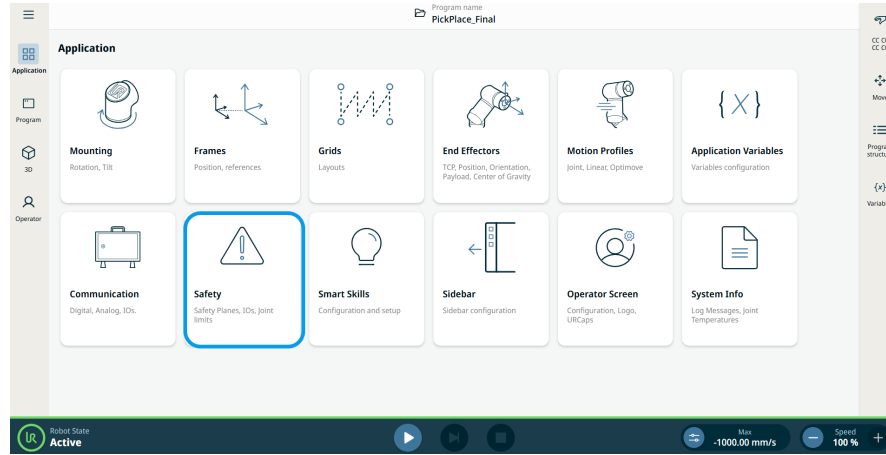 Program name
PickPlace_Final
Application
Application
Program
3D
Operator
Mounting
Rotation, Tilt
Frames
Position, references
Grids
Layouts
End Effectors
TCP, Position, Orientation,
Payload, Center of Gravity
Motion Profiles
Joint, Linear, Optimove
Application Variables
Variables configuration
Communication
Digital, Analog, IOs.
Safety
Safety Planes, IOs, Joint
limits
Smart Skills
Configuration and setup
Sidebar
Sidebar configuration
Operator Screen
Configuration, Logo,
URCaps
System Info
Log Messages, Joint
Temperatures
Move
{x}
UR
Robot State
Active
Max
-1000.00 mm/s
Speed
100 %